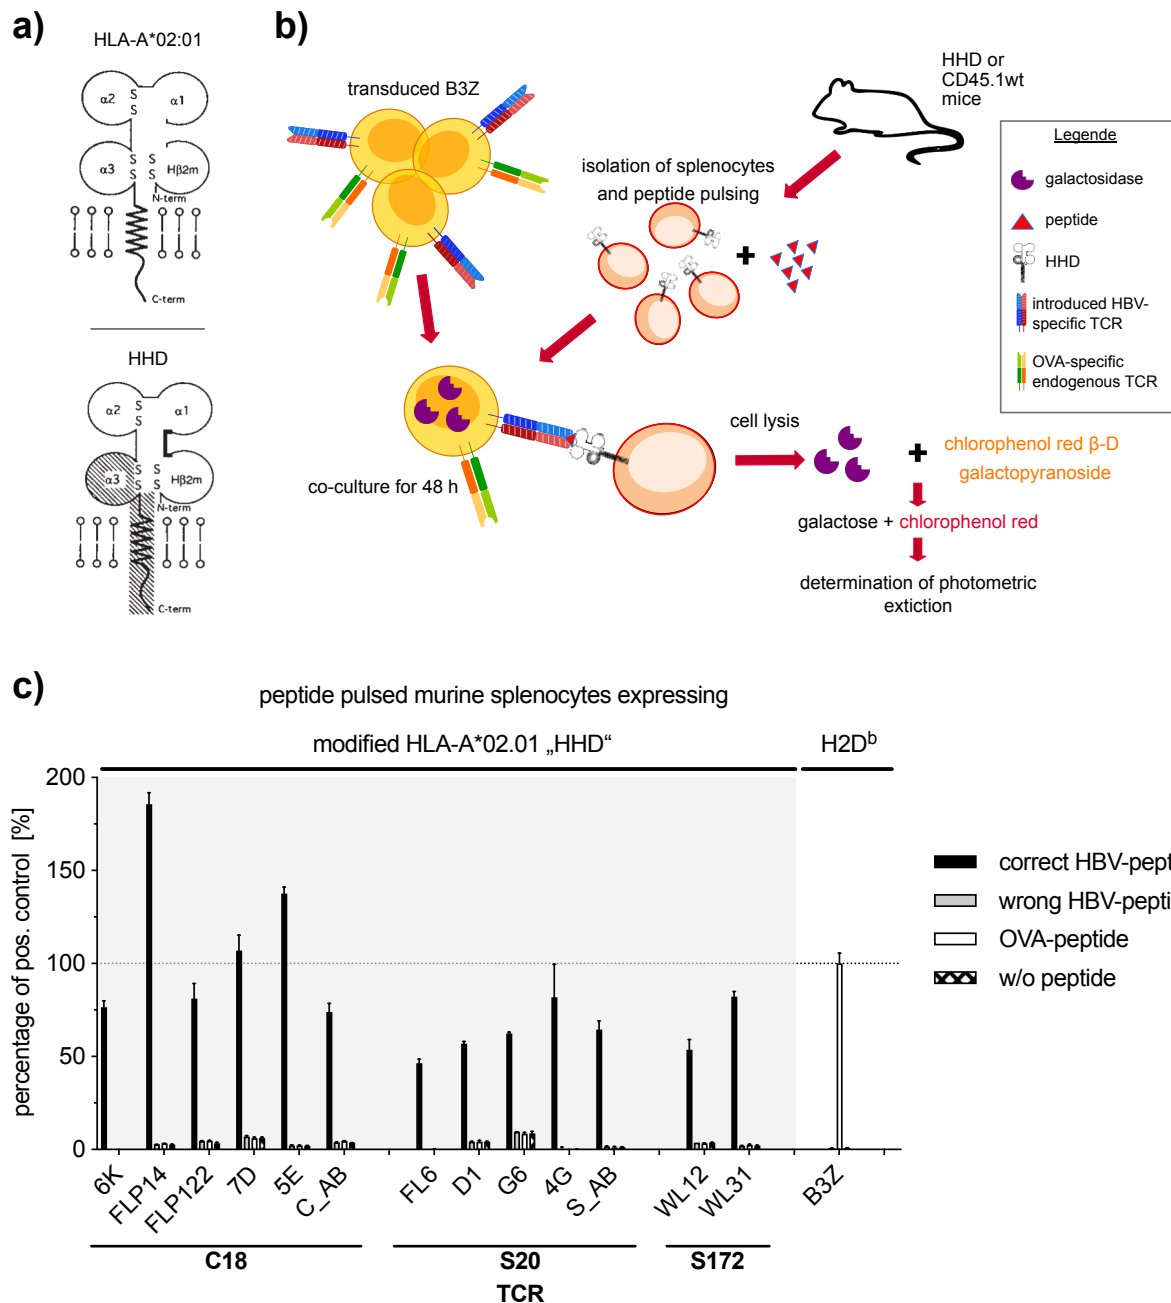 a)
HLA-A*02:01
α2
α1
S
S
α3
S
S
S
S
Hβ2m
N-term
C-term
HHD
α2
α1
S
S
α3
S
S
S
S
Hβ2m
N-term
C-term
b)
transduced B3Z
HHD or
CD45.1wt
mice
isolation of splenocytes
and peptide pulsing
+
Legende
galactosidase
peptide
HHD
introduced HBV-
specific TCR
OVA-specific
endogenous TCR
co-culture for 48 h
cell lysis
+
chlorophenol red β-D
galactopyranoside
galactose + chlorophenol red
determination of photometric
extiction
c)
peptide pulsed murine splenocytes expressing
modified HLA-A*02.01 „HHD“
H2Dᵇ
percentage of pos. control [%]
200
150
100
50
0
6K
FLP14
FLP122
7D
5E
C_AB
FL6
D1
G6
4G
S_AB
WL12
WL31
B3Z
C18
S20
S172
TCR
correct HBV-pept
wrong HBV-pepti
OVA-peptide
w/o peptide